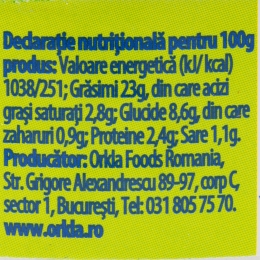 Declarație nutrițională pentru 100g
produs: Valoare energetică (kJ/ kcal)
1038/251; Grăsimi 23g, din care acizi
grași saturați 2,8g; Glucide 8,6g, din care
zaharuri 0,9g; Proteine 2,4g; Sare 1,1g.
Producător: Orkla Foods Romania,
Str. Grigore Alexandrescu 89-97, corp C,
sector 1, București, Tel: 031 805 75 70.
www.orkla.ro